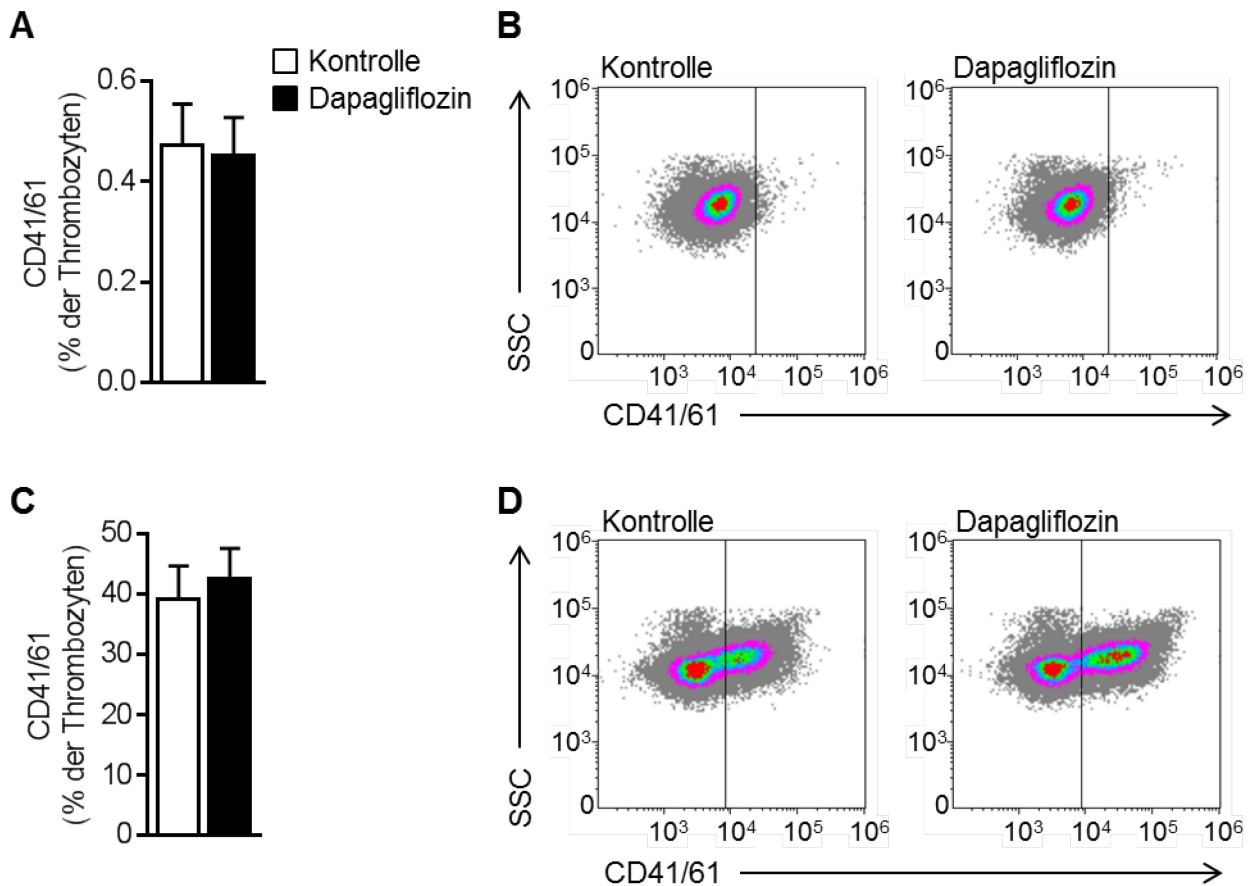 A
CD41/61
(% der Thrombozyten)
0.6
0.4
0.2
0.0
Kontrolle
Dapagliflozin
B
Kontrolle
Dapagliflozin
SSC
10⁶
10⁵
10⁴
10³
0
10³ 10⁴ 10⁵ 10⁶
10⁶
10⁵
10⁴
10³
0
10³ 10⁴ 10⁵ 10⁶
CD41/61
C
CD41/61
(% der Thrombozyten)
50
40
30
20
10
0
D
Kontrolle
Dapagliflozin
SSC
10⁶
10⁵
10⁴
10³
0
10³ 10⁴ 10⁵ 10⁶
10⁶
10⁵
10⁴
10³
0
10³ 10⁴ 10⁵ 10⁶
CD41/61